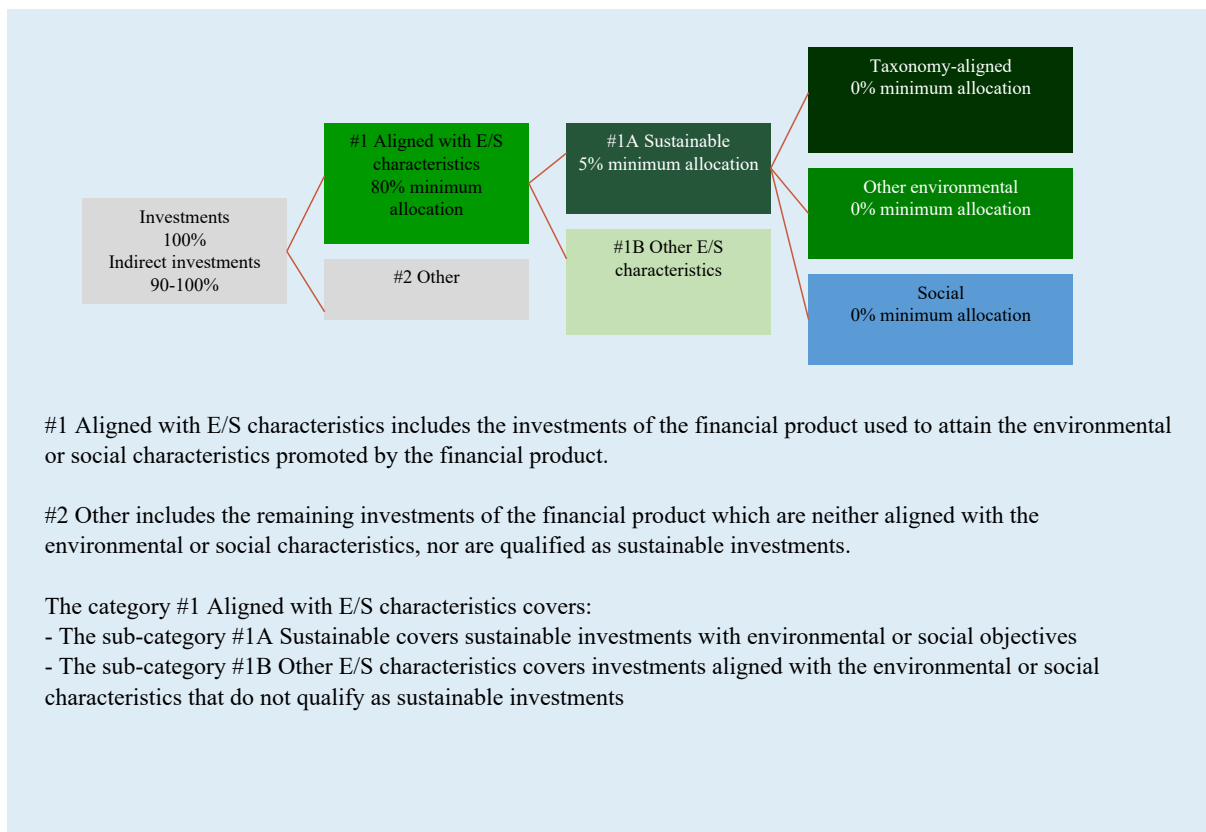 Investments
100%
Indirect investments
90-100%
#1 Aligned with E/S
characteristics
80% minimum
allocation
#2 Other
#1A Sustainable
5% minimum allocation
#1B Other E/S
characteristics
Taxonomy-aligned
0% minimum allocation
Other environmental
0% minimum allocation
Social
0% minimum allocation
#1 Aligned with E/S characteristics includes the investments of the financial product used to attain the environmental
or social characteristics promoted by the financial product.
#2 Other includes the remaining investments of the financial product which are neither aligned with the
environmental or social characteristics, nor are qualified as sustainable investments.
The category #1 Aligned with E/S characteristics covers:
- The sub-category #1A Sustainable covers sustainable investments with environmental or social objectives
- The sub-category #1B Other E/S characteristics covers investments aligned with the environmental or social
characteristics that do not qualify as sustainable investments